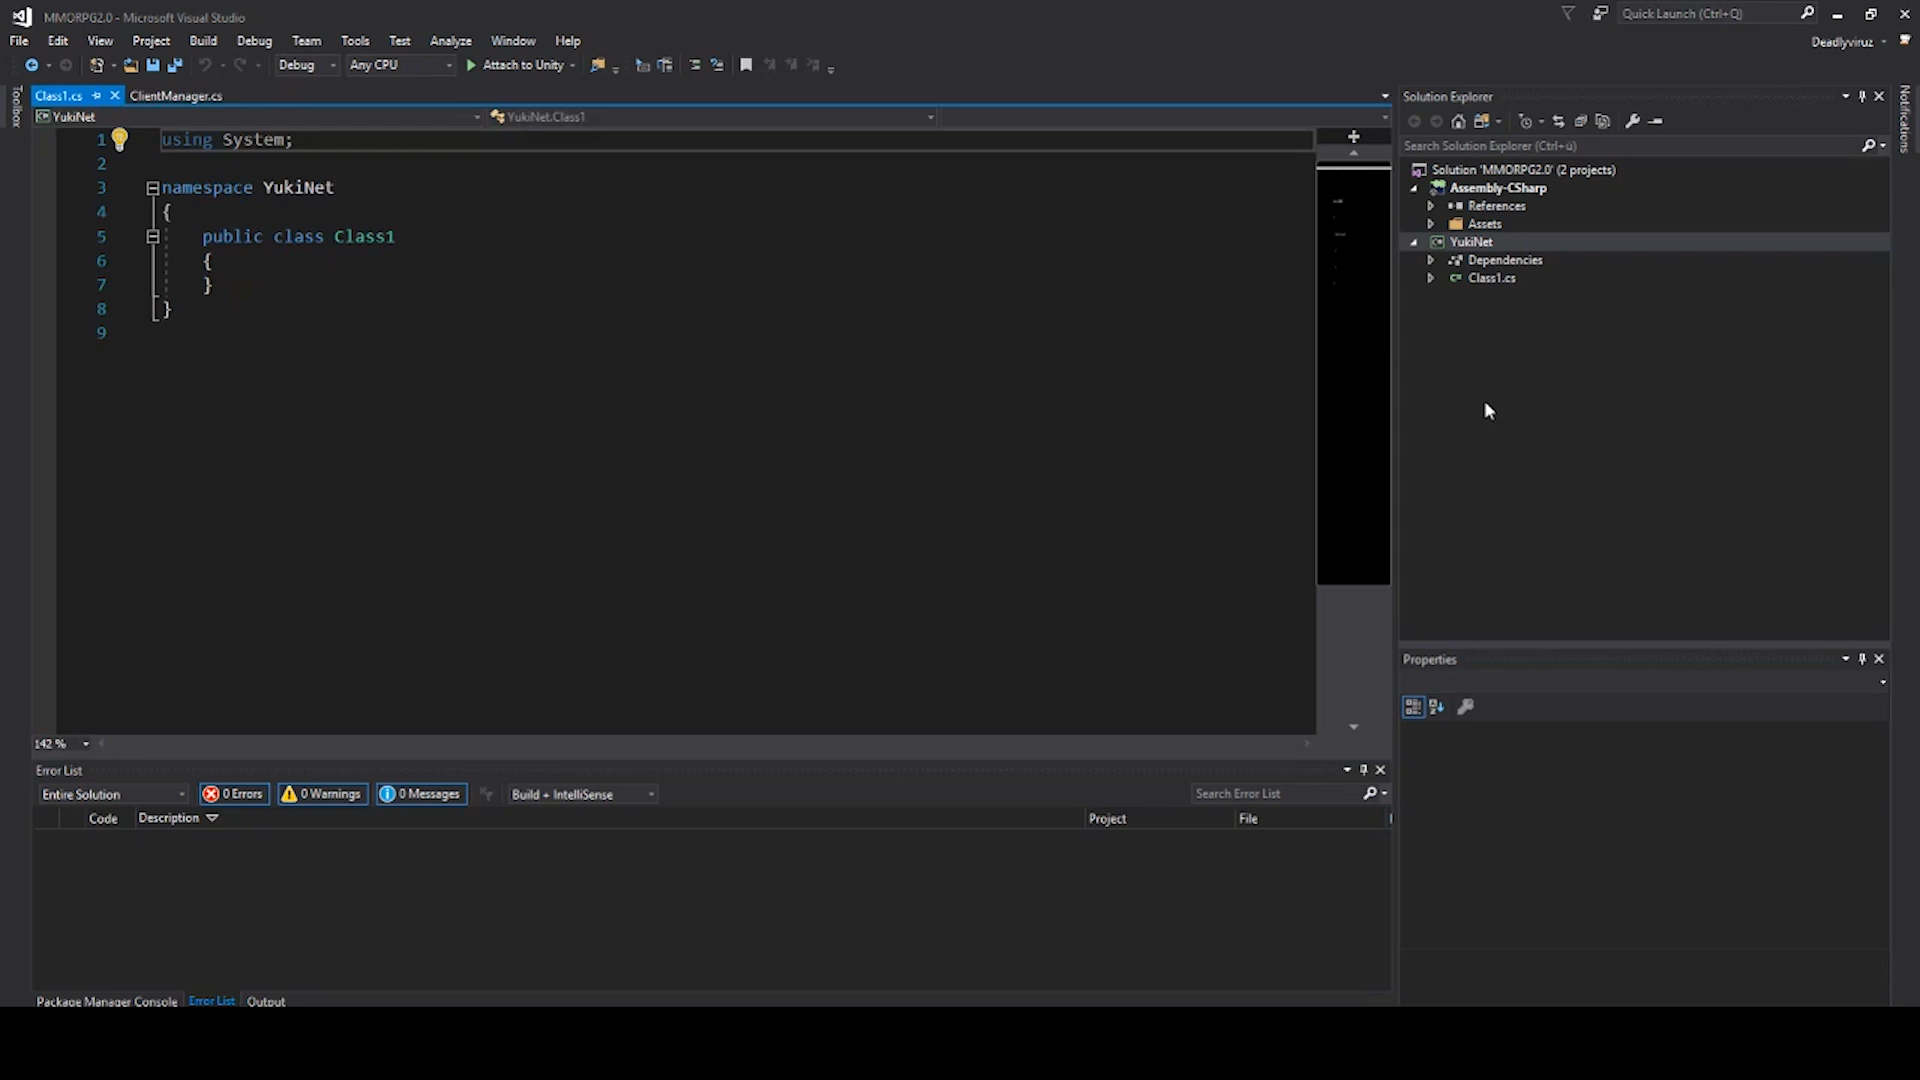 MMORPG2.0 - Microsoft Visual Studio
Quick Launch (Ctrl+Q)
File Edit View Project Build Debug Team Tools Test Analyze Window Help
Deadlyviruz
Debug Any CPU Attach to Unity
Toolbox
Class1.cs ClientManager.cs
YukiNet YukiNet.Class1
1 using System;
2
3 namespace YukiNet
4 {
5 public class Class1
6 {
7 }
8 }
9
142 %
Solution Explorer
Search Solution Explorer (Ctrl+ü)
Solution 'MMORPG2.0' (2 projects)
Assembly-CSharp
References
Assets
YukiNet
Dependencies
Class1.cs
Notifications
Properties
Error List
Entire Solution 0 Errors 0 Warnings 0 Messages Build + IntelliSense Search Error List
Code Description Project File
Package Manager Console Error List Output